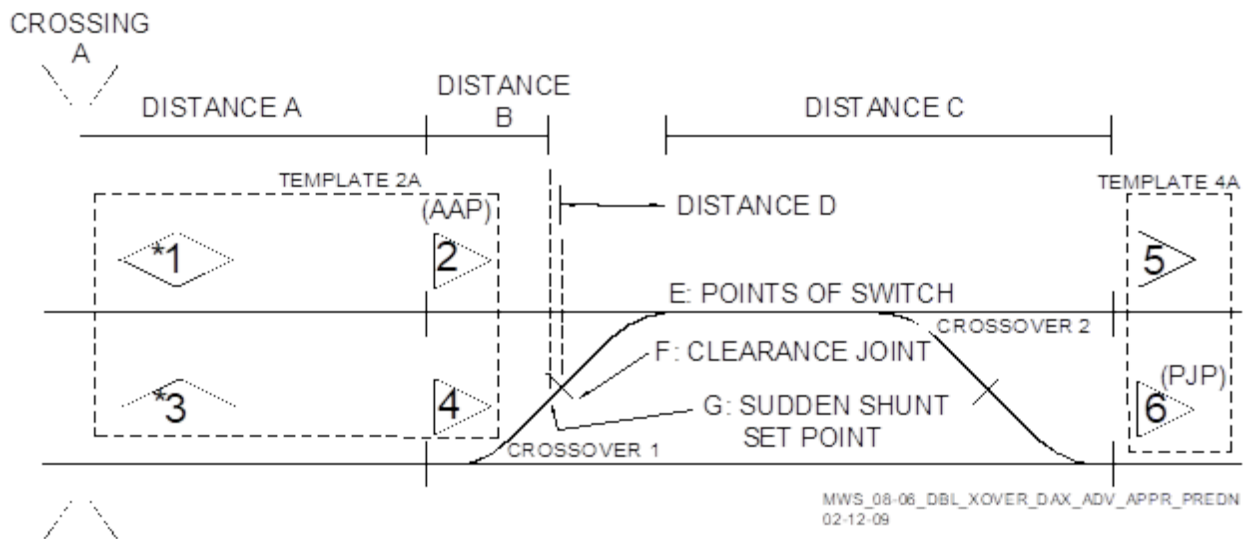 CROSSING
A
DISTANCE A
DISTANCE
B
DISTANCE C
TEMPLATE 2A
TEMPLATE 4A
(AAP)
DISTANCE D
*1
2
5
E: POINTS OF SWITCH
CROSSOVER 2
F: CLEARANCE JOINT
(PJP)
*3
4
6
G: SUDDEN SHUNT
SET POINT
CROSSOVER 1
MWS_08-06_DBL_XOVER_DAX_ADV_APPR_PREDN
02-12-09